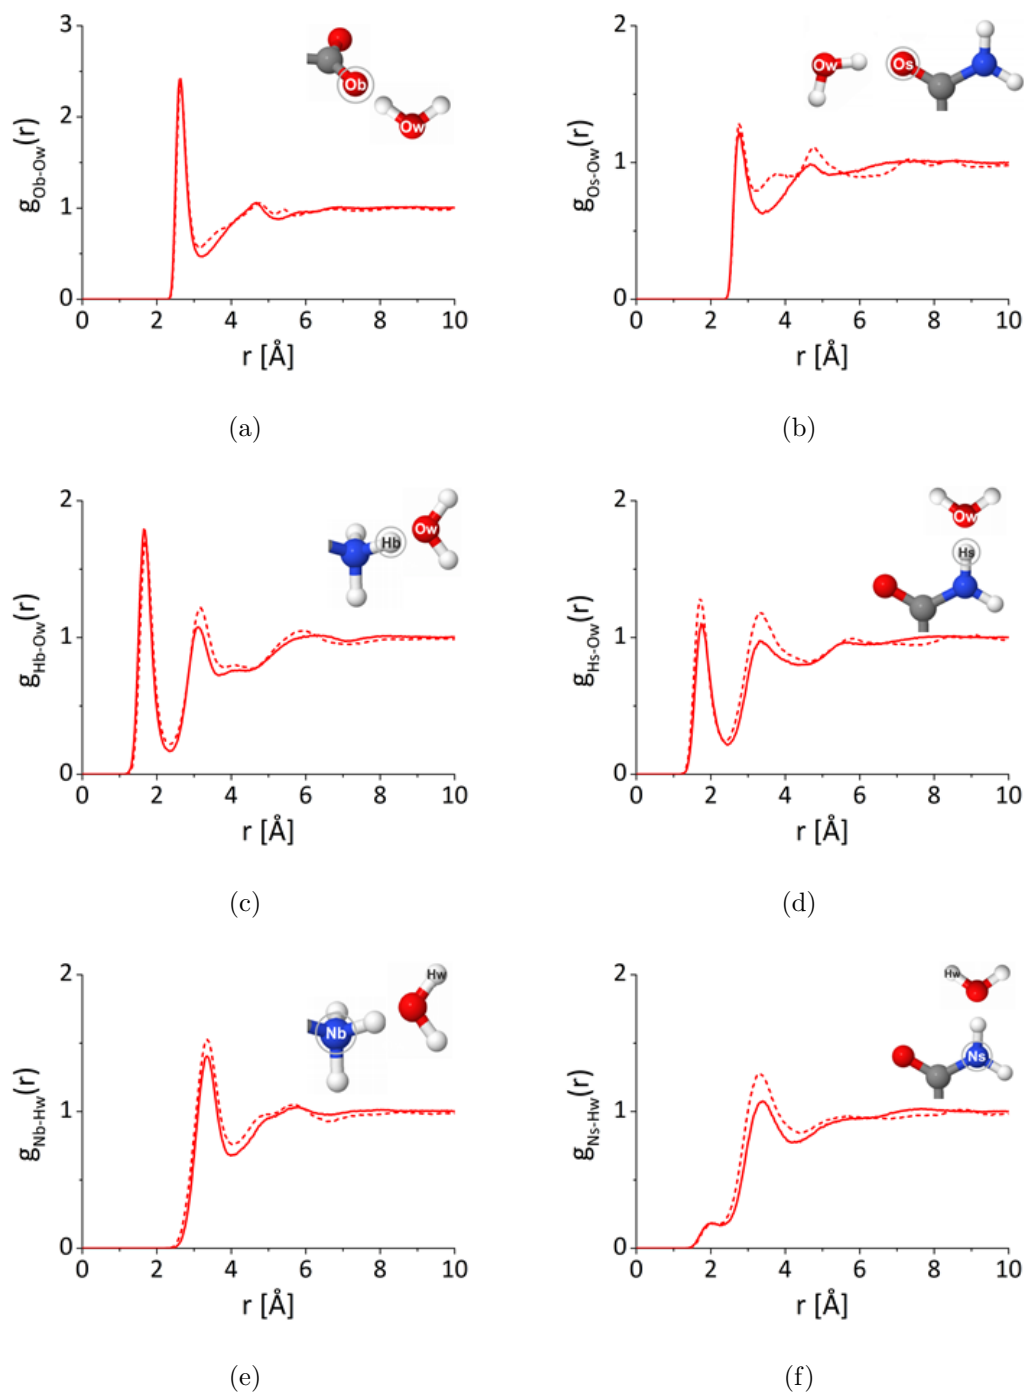 3
2
1
0
0 2 4 6 8 10
g_Ob-Ow(r)
r [Å]
Ob
Ow
(a)
2
1
0
0 2 4 6 8 10
g_Os-Ow(r)
r [Å]
Ow
Os
(b)
2
1
0
0 2 4 6 8 10
g_Hb-Ow(r)
r [Å]
Hb
Ow
(c)
2
1
0
0 2 4 6 8 10
g_Hs-Ow(r)
r [Å]
Ow
Hs
(d)
2
1
0
0 2 4 6 8 10
g_Nb-Hw(r)
r [Å]
Hw
Nb
(e)
2
1
0
0 2 4 6 8 10
g_Ns-Hw(r)
r [Å]
Hw
Ns
(f)